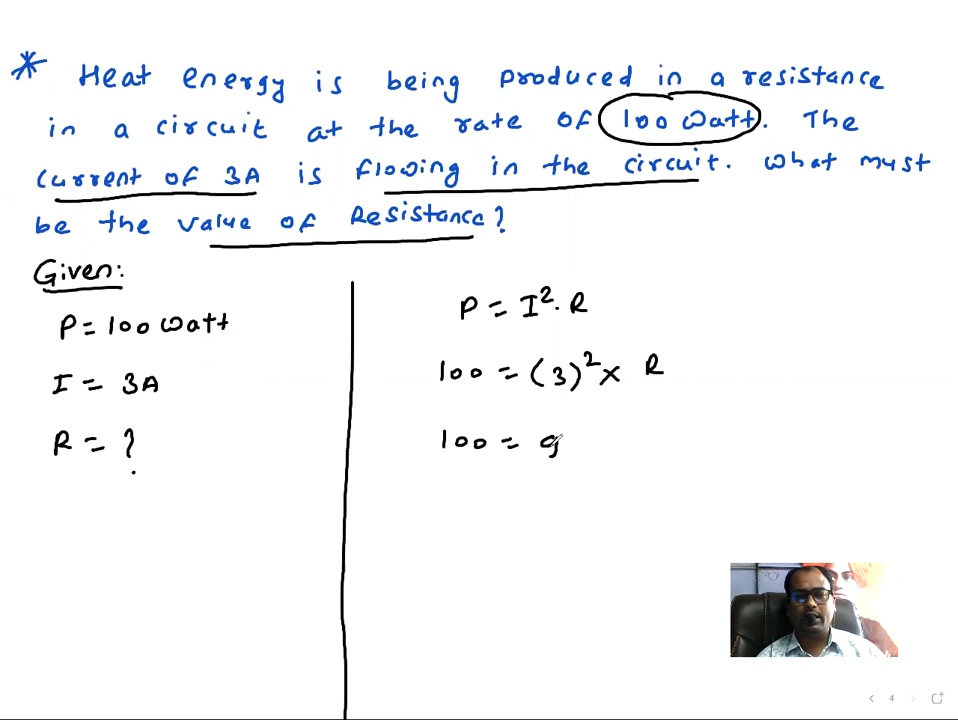 * Heat energy is being produced in a resistance
in a circuit at the rate of 100 watt. The
current of 3A is flowing in the circuit. What must
be the value of Resistance?
Given:
P = 100 watt
I = 3A
R = ?
P = I². R
100 = (3)² × R
100 = 9
4